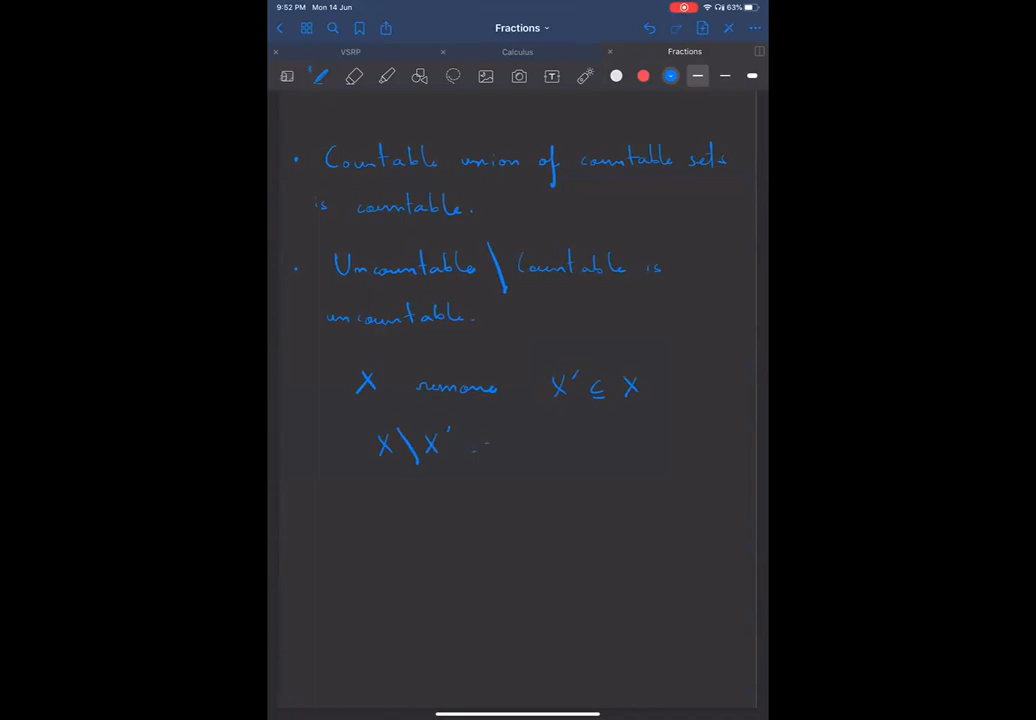 9:52 PM Mon 14 Jun 63%
Fractions
VSRP Calculus Fractions
• Countable union of countable sets
is countable.
• Uncountable \ Countable is
uncountable.
X remove X' ⊆ X
X \ X'